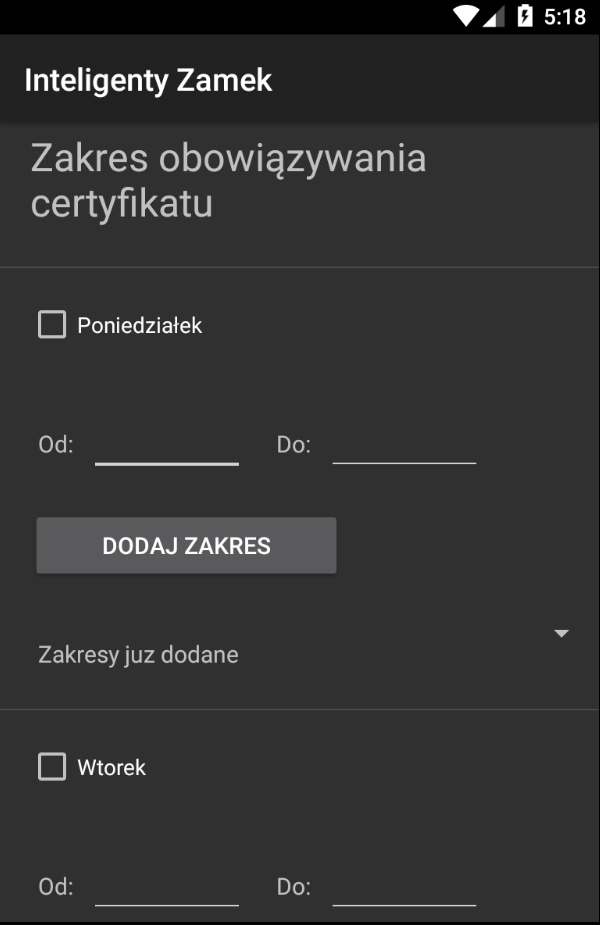 5:18
Inteligenty Zamek
Zakres obowiązywania
certyfikatu
Poniedziałek
Od: Do:
DODAJ ZAKRES
Zakresy juz dodane
Wtorek
Od: Do: